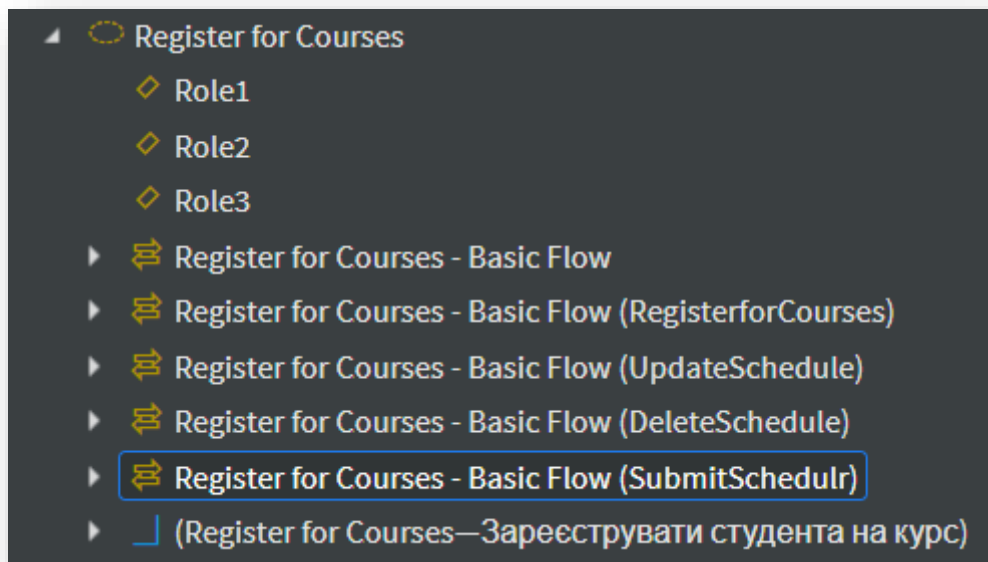 Register for Courses
Role1
Role2
Role3
Register for Courses - Basic Flow
Register for Courses - Basic Flow (RegisterforCourses)
Register for Courses - Basic Flow (UpdateSchedule)
Register for Courses - Basic Flow (DeleteSchedule)
Register for Courses - Basic Flow (SubmitSchedulr)
(Register for Courses—Зареєструвати студента на курс)